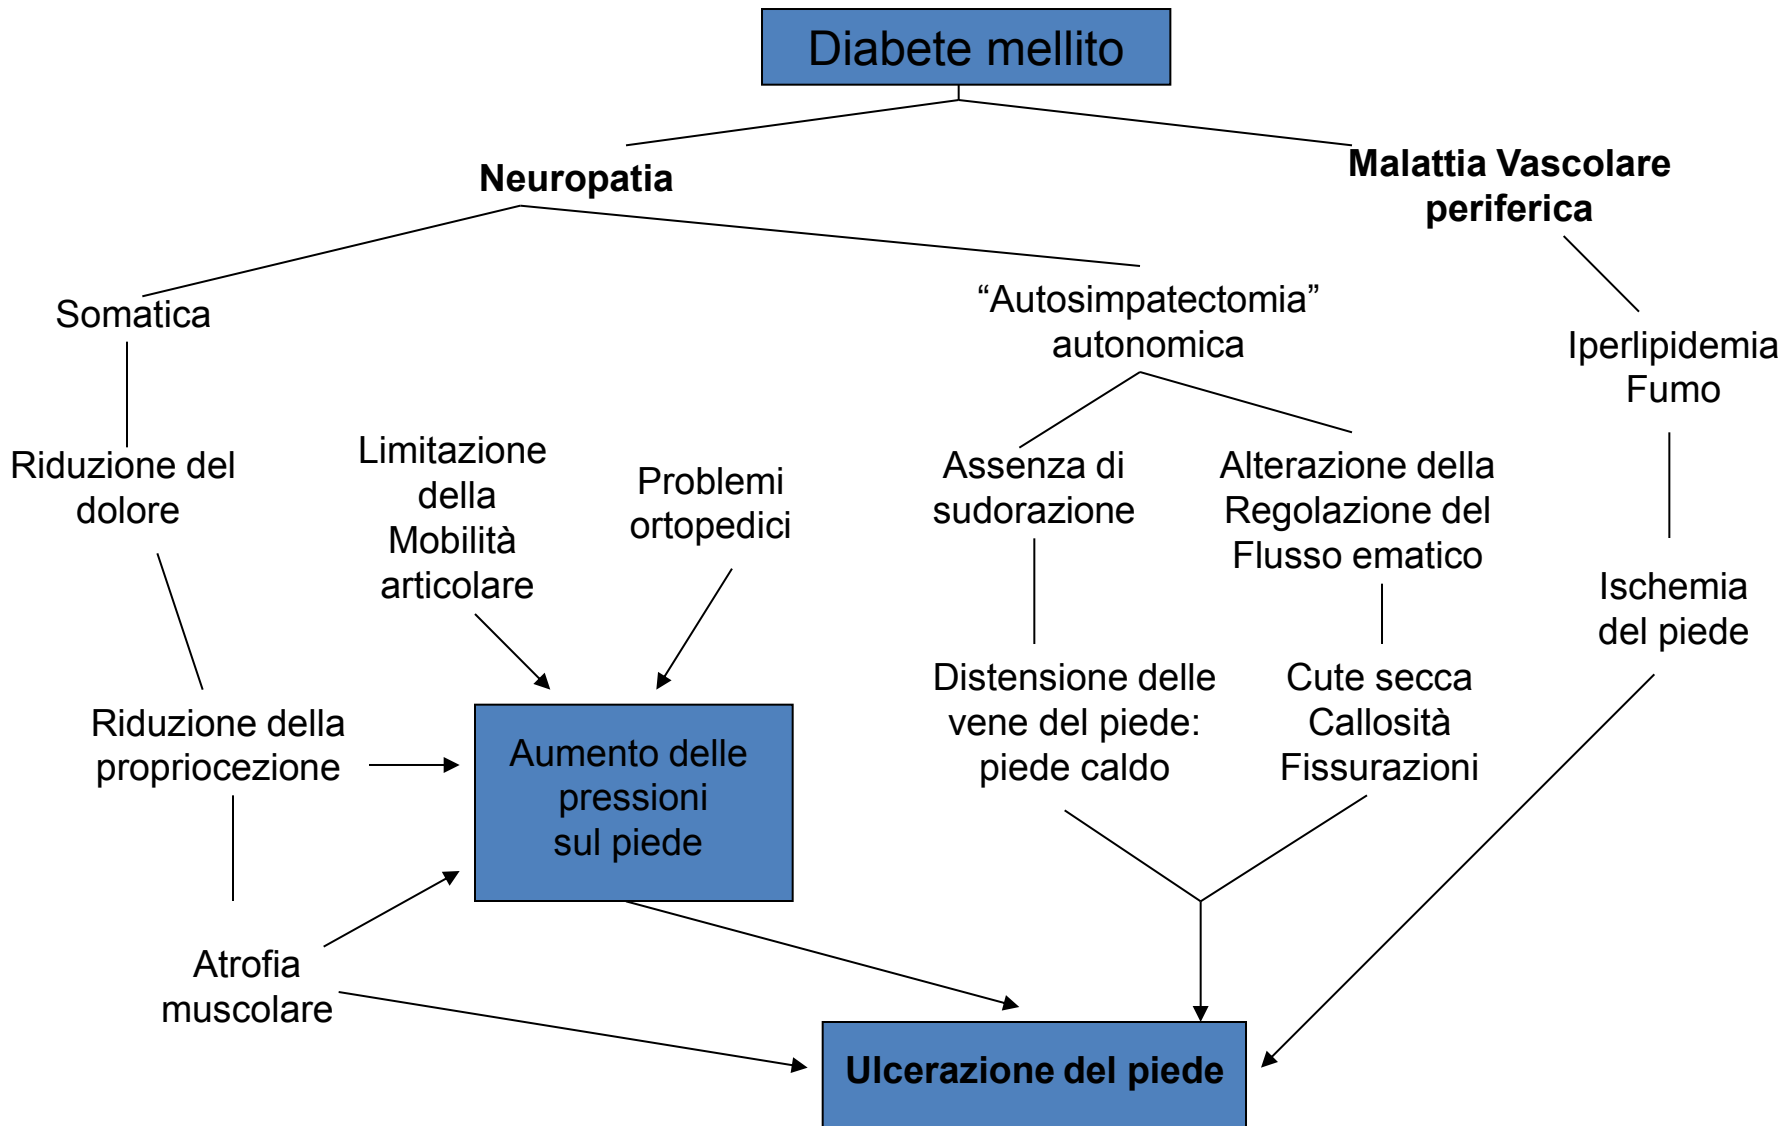 Diabete mellito
Neuropatia
Malattia Vascolare
periferica
Somatica
“Autosimpatectomia”
autonomica
Iperlipidemia
Fumo
Riduzione del
dolore
Limitazione
della
Mobilità
articolare
Problemi
ortopedici
Assenza di
sudorazione
Alterazione della
Regolazione del
Flusso ematico
Ischemia
del piede
Riduzione della
propriocezione
Aumento delle
pressioni
sul piede
Distensione delle
vene del piede:
piede caldo
Cute secca
Callosità
Fissurazioni
Atrofia
muscolare
Ulcerazione del piede